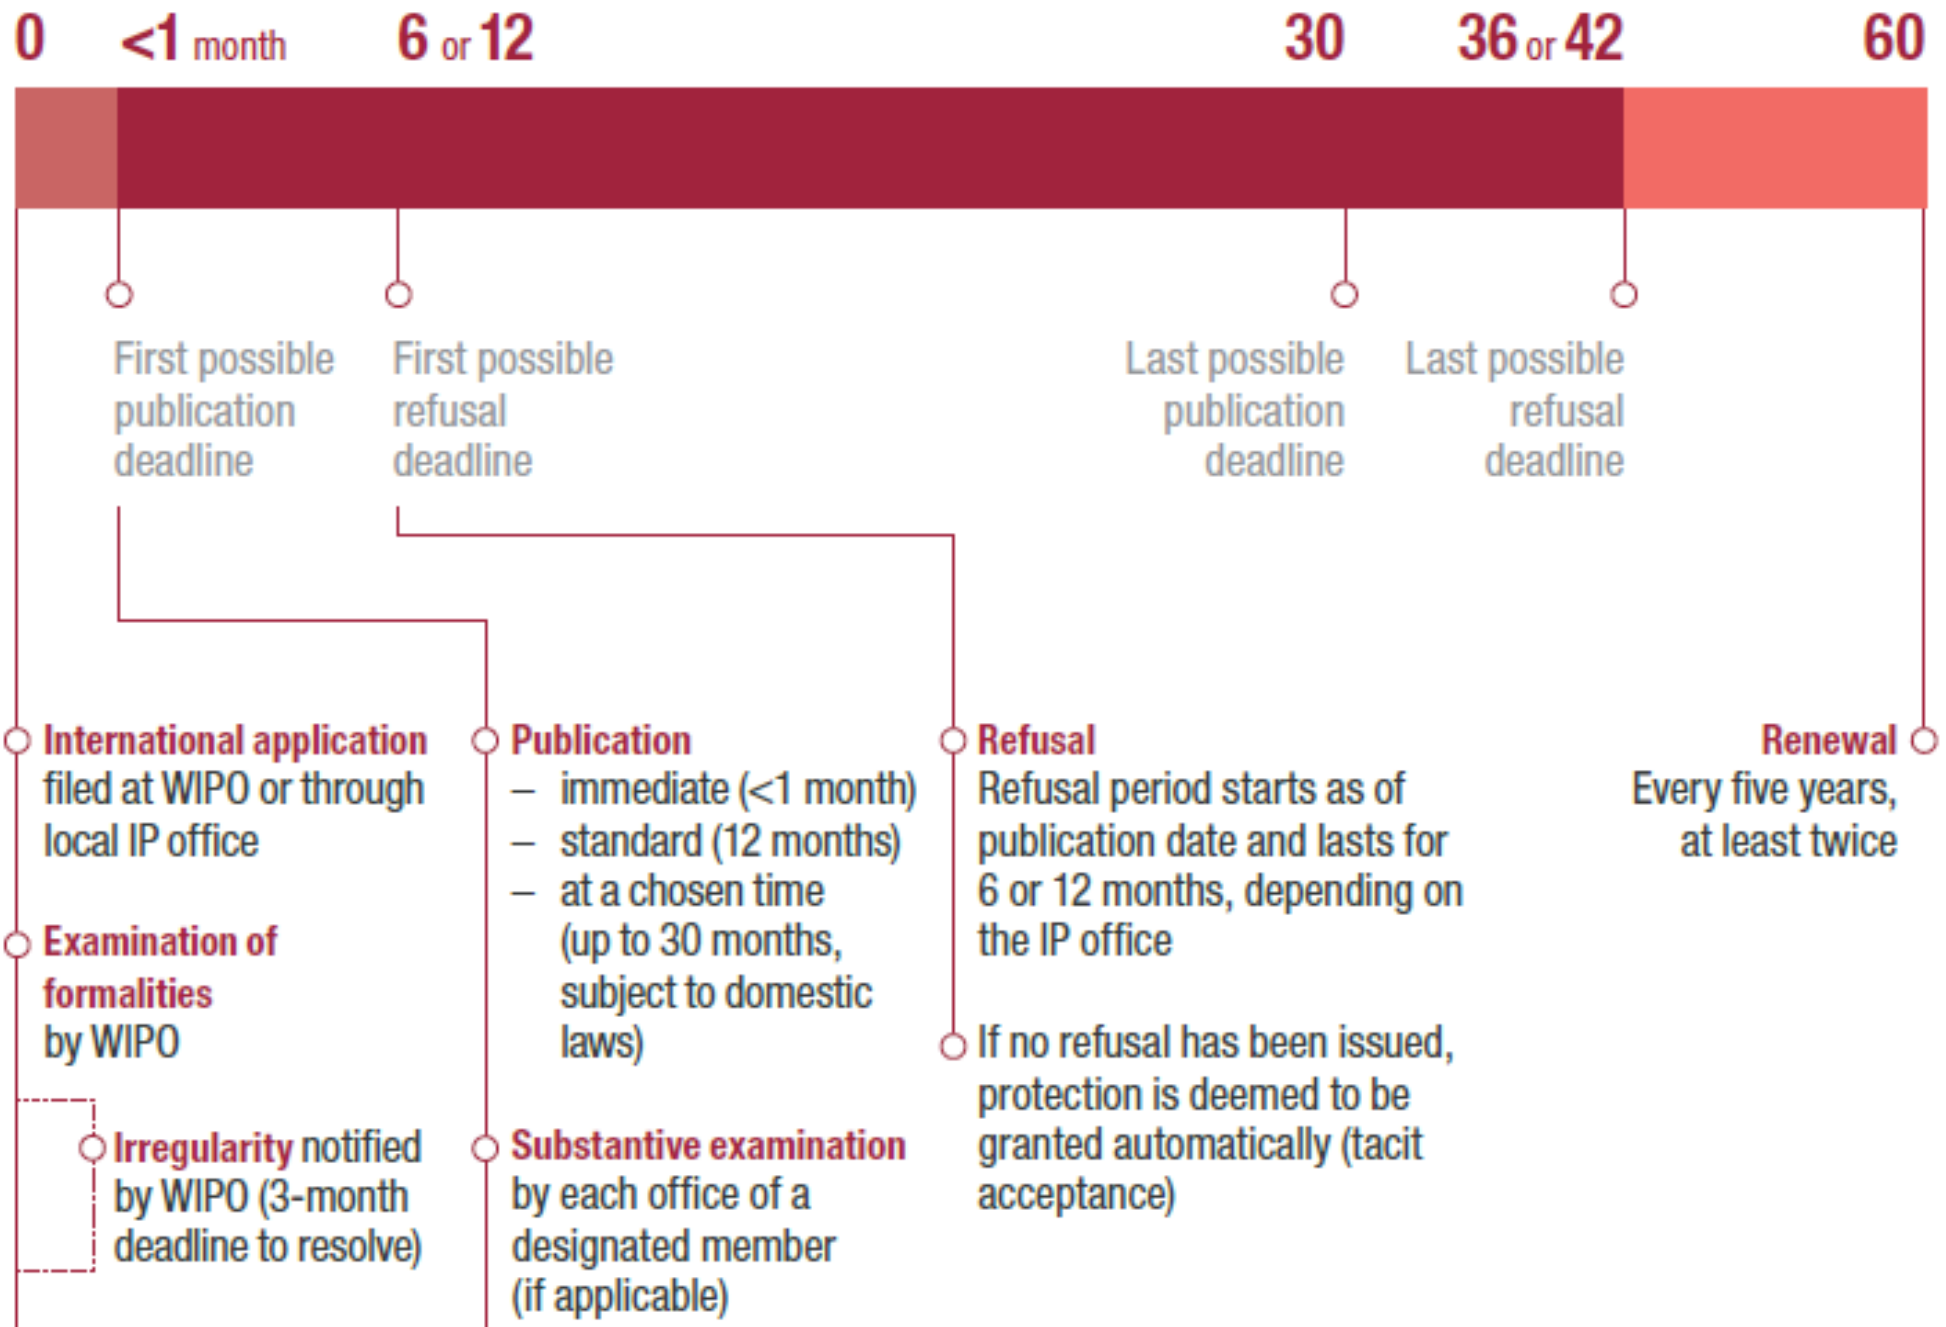 0 <1 month 6 or 12 30 36 or 42 60
First possible
publication
deadline
First possible
refusal
deadline
Last possible
publication
deadline
Last possible
refusal
deadline
International application
filed at WIPO or through
local IP office
Examination of
formalities
by WIPO
Irregularity notified
by WIPO (3-month
deadline to resolve)
Publication
– immediate (<1 month)
– standard (12 months)
– at a chosen time
(up to 30 months,
subject to domestic
laws)
Substantive examination
by each office of a
designated member
(if applicable)
Refusal
Refusal period starts as of
publication date and lasts for
6 or 12 months, depending on
the IP office
If no refusal has been issued,
protection is deemed to be
granted automatically (tacit
acceptance)
Renewal
Every five years,
at least twice